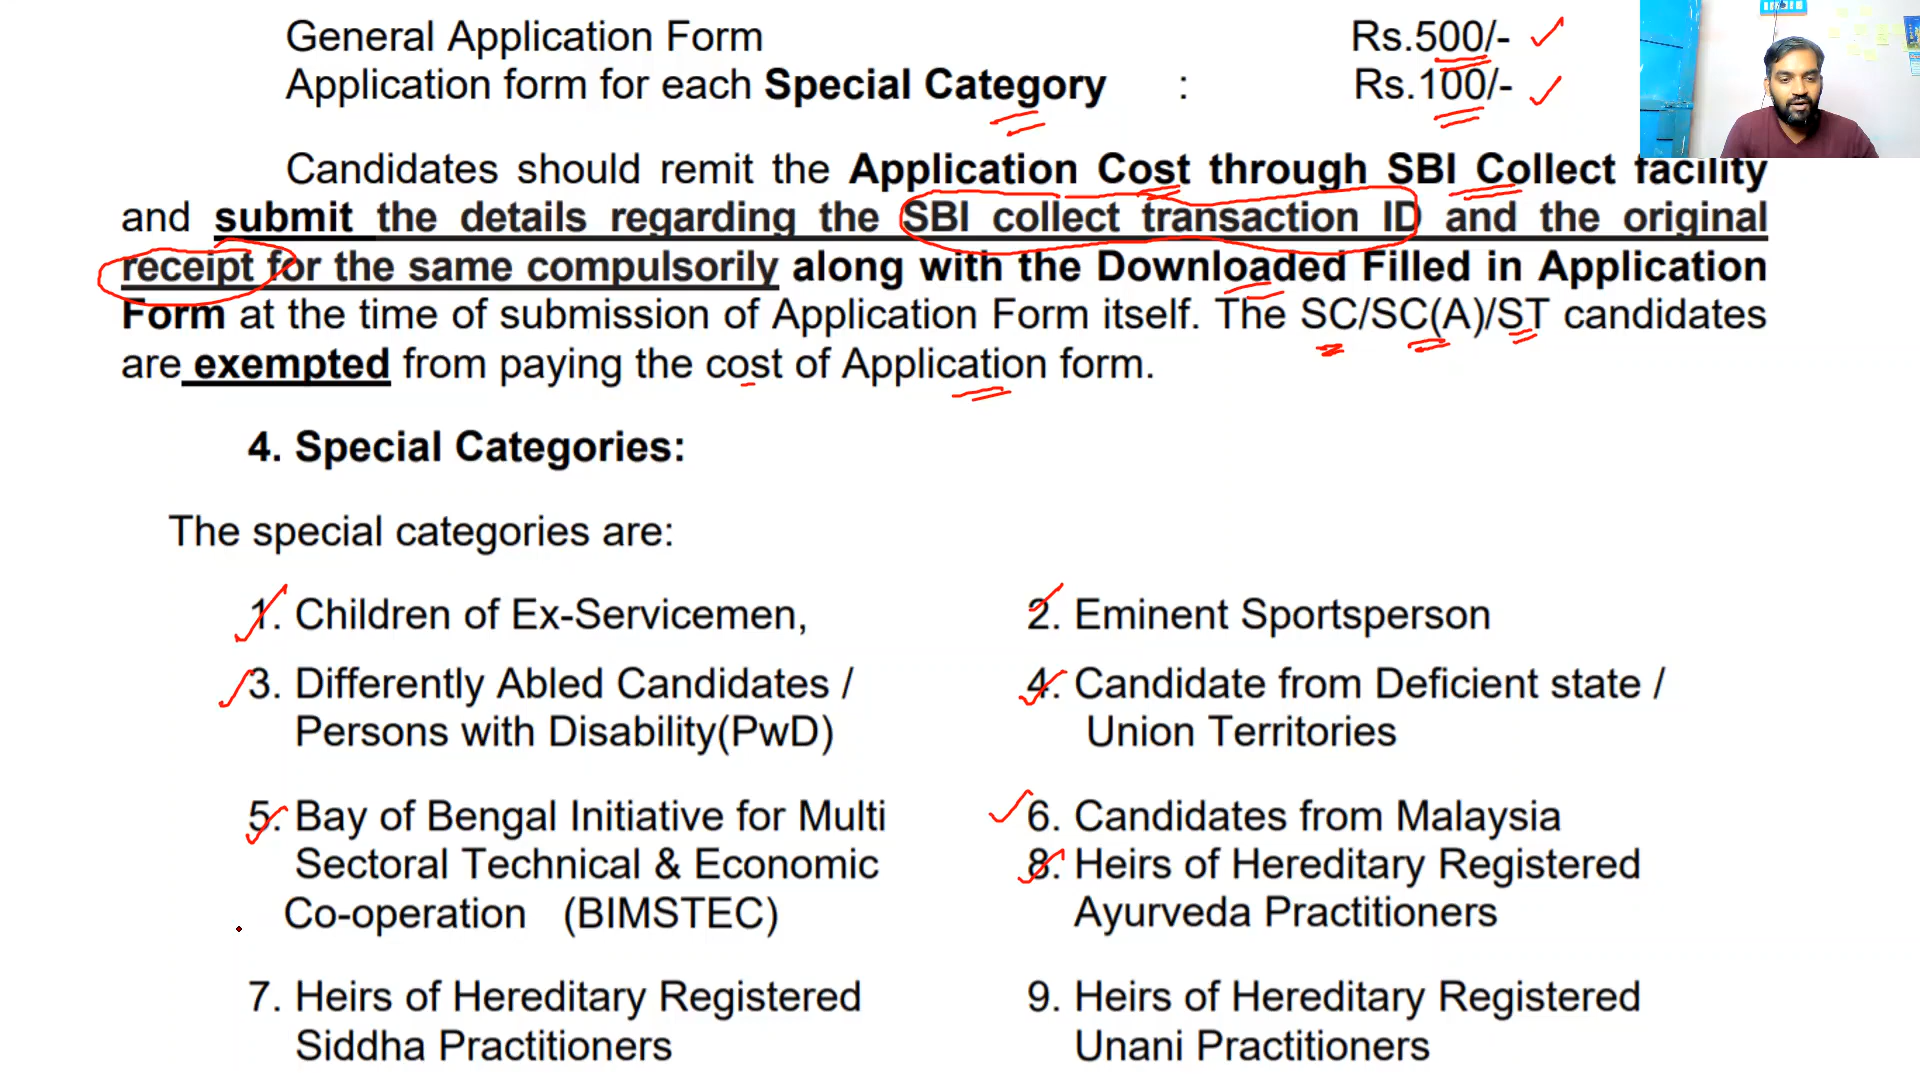 General Application Form Rs.500/-
Application form for each Special Category : Rs.100/-
Candidates should remit the Application Cost through SBI Collect facility
and submit the details regarding the SBI collect transaction ID and the original
receipt for the same compulsorily along with the Downloaded Filled in Application
Form at the time of submission of Application Form itself. The SC/SC(A)/ST candidates
are exempted from paying the cost of Application form.
4. Special Categories:
The special categories are:
1. Children of Ex-Servicemen, 2. Eminent Sportsperson
3. Differently Abled Candidates / 4. Candidate from Deficient state /
Persons with Disability(PwD) Union Territories
5. Bay of Bengal Initiative for Multi 6. Candidates from Malaysia
Sectoral Technical & Economic 8. Heirs of Hereditary Registered
Co-operation (BIMSTEC) Ayurveda Practitioners
7. Heirs of Hereditary Registered 9. Heirs of Hereditary Registered
Siddha Practitioners Unani Practitioners